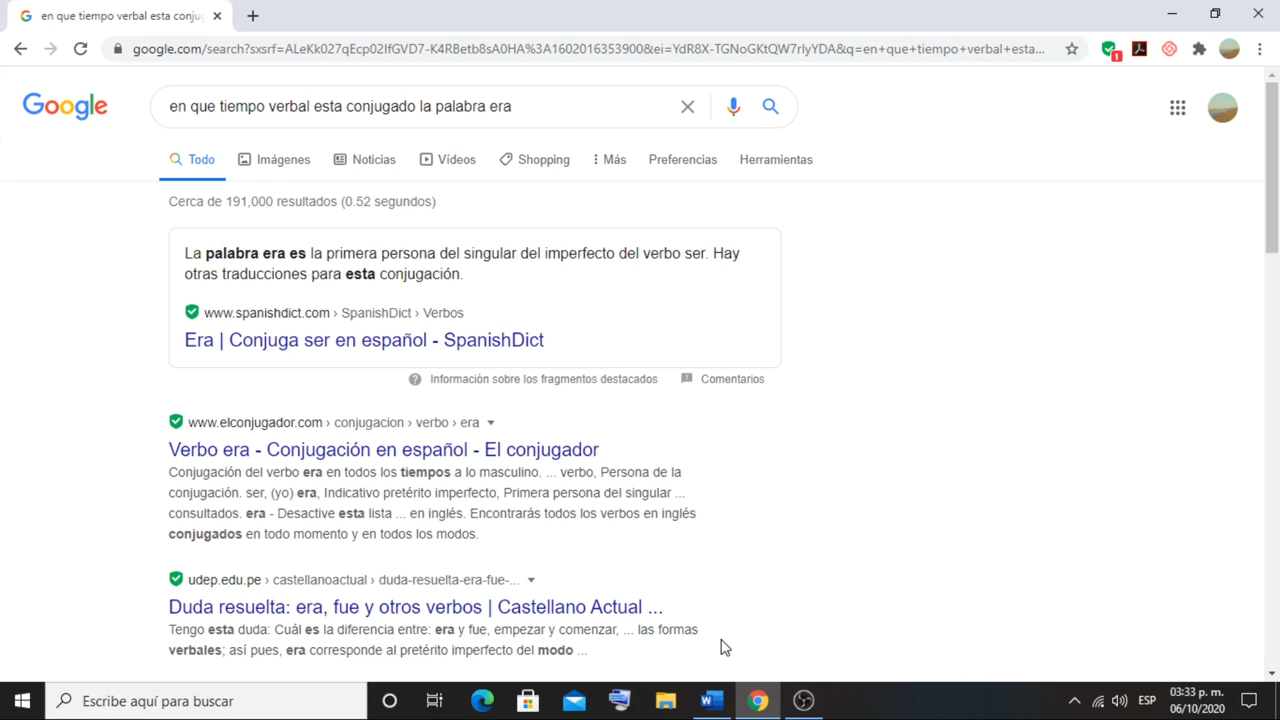 en que tiempo verbal esta conju
google.com/search?sxsrf=ALeKk027qEcp02IfGVD7-K4RBetb8sA0HA%3A1602016353900&ei=YdR8X-TGNoGKtQW7rIyYDA&q=en+que+tiempo+verbal+esta...
1
Google
en que tiempo verbal esta conjugado la palabra era
Todo Imágenes Noticias Vídeos Shopping Más Preferencias Herramientas
Cerca de 191,000 resultados (0.52 segundos)
La palabra era es la primera persona del singular del imperfecto del verbo ser. Hay
otras traducciones para esta conjugación.
www.spanishdict.com › SpanishDict › Verbos
Era | Conjuga ser en español - SpanishDict
Información sobre los fragmentos destacados Comentarios
www.elconjugador.com › conjugacion › verbo › era
Verbo era - Conjugación en español - El conjugador
Conjugación del verbo era en todos los tiempos a lo masculino. ... verbo, Persona de la
conjugación. ser, (yo) era, Indicativo pretérito imperfecto, Primera persona del singular ...
consultados. era - Desactive esta lista ... en inglés. Encontrarás todos los verbos en inglés
conjugados en todo momento y en todos los modos.
udep.edu.pe › castellanoactual › duda-resuelta-era-fue-...
Duda resuelta: era, fue y otros verbos | Castellano Actual ...
Tengo esta duda: Cuál es la diferencia entre: era y fue, empezar y comenzar, ... las formas
verbales; así pues, era corresponde al pretérito imperfecto del modo ...
Escribe aquí para buscar
ESP
03:33 p. m.
06/10/2020